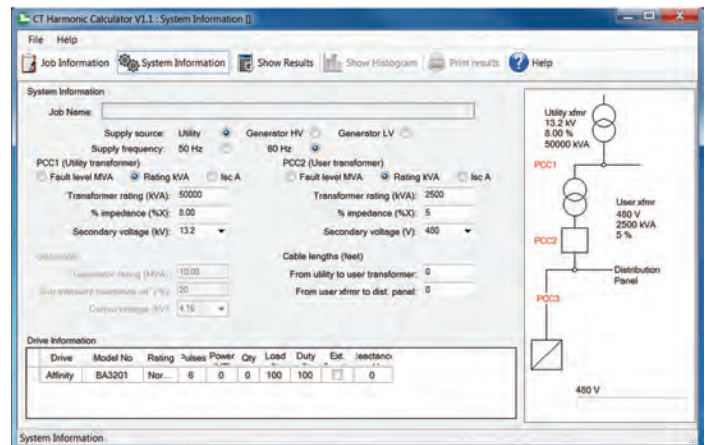 CT Harmonic Calculator V1.1 : System Information []
File Help
Job Information System Information Show Results Show Histogram Print results Help
System Information
Job Name:
Supply source: Utility Generator HV Generator LV
Supply frequency: 50 Hz 60 Hz
PCC1 (Utility transformer) PCC2 (User transformer)
Fault level MVA Rating kVA Isc A Fault level MVA Rating kVA Isc A
Transformer rating (kVA): 50000 Transformer rating (kVA): 2500
% impedance (%X): 8.00 % impedance (%X): 5
Secondary voltage (kV): 13.2 Secondary voltage (V): 480
Cable lengths (feet)
Generator rating (MVA): 10.00 From utility to user transformer: 0
20 From user xfrmr to dist. panel: 0
Output voltage (kV): 4.16
Drive Information
Drive Model No Rating Pulses Power Qty Load Duty Ext.
Affinity BA3201 Nor... 6 0 0 100 100 0
System Information
Utility xfmr
13.2 kV
8.00 %
50000 kVA
PCC1
User xfmr
480 V
2500 kVA
5 %
PCC2
Distribution
Panel
PCC3
480 V